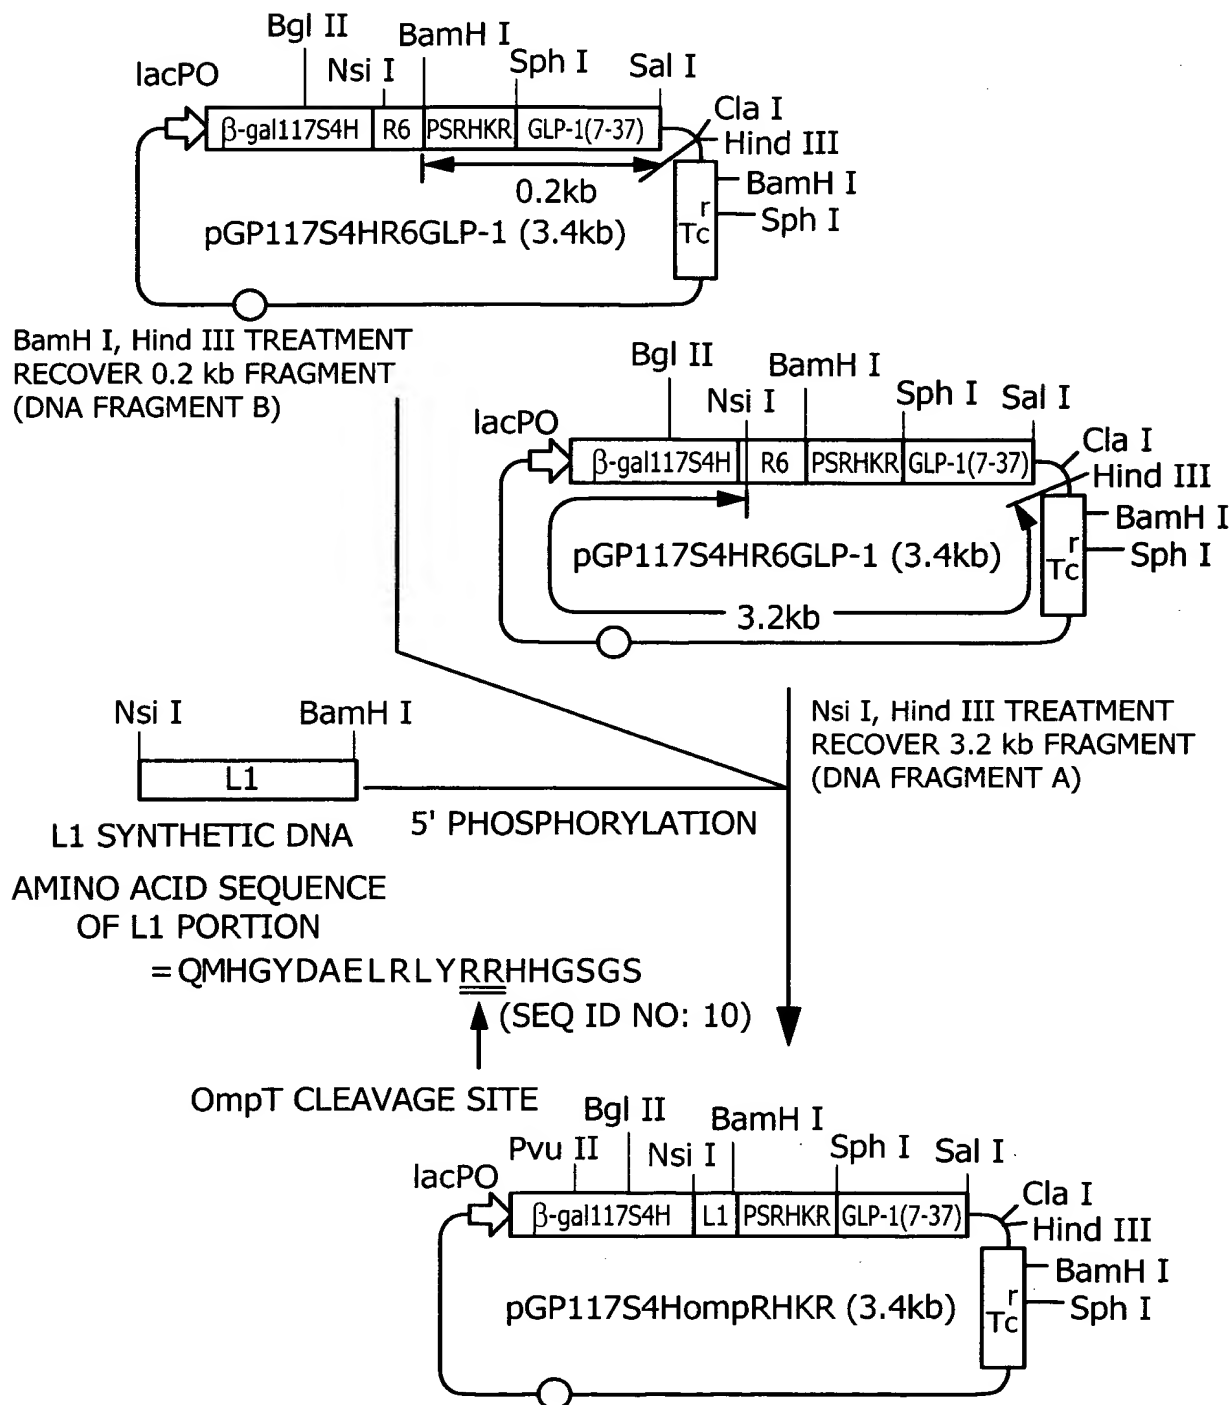 Bgl II
BamH I
lacPO
Nsi I
Sph I
Sal I
Cla I
Hind III
β-gal117S4H
R6
PSRHKR
GLP-1(7-37)
BamH I
0.2kb
Sph I
pGP117S4HR6GLP-1 (3.4kb)
r
Tc
BamH I, Hind III TREATMENT
RECOVER 0.2 kb FRAGMENT
(DNA FRAGMENT B)
Bgl II
BamH I
Nsi I
Sph I
Sal I
lacPO
Cla I
Hind III
β-gal117S4H
R6
PSRHKR
GLP-1(7-37)
BamH I
pGP117S4HR6GLP-1 (3.4kb)
r
Tc
Sph I
3.2kb
Nsi I
BamH I
Nsi I, Hind III TREATMENT
RECOVER 3.2 kb FRAGMENT
(DNA FRAGMENT A)
L1
5' PHOSPHORYLATION
L1 SYNTHETIC DNA
AMINO ACID SEQUENCE
OF L1 PORTION
=QMHGYDAELRLYRRHHGSGS
(SEQ ID NO: 10)
OmpT CLEAVAGE SITE
Bgl II
BamH I
Pvu II
Nsi I
Sph I
Sal I
lacPO
Cla I
Hind III
β-gal117S4H
L1
PSRHKR
GLP-1(7-37)
BamH I
pGP117S4HompRHKR (3.4kb)
r
Tc
Sph I